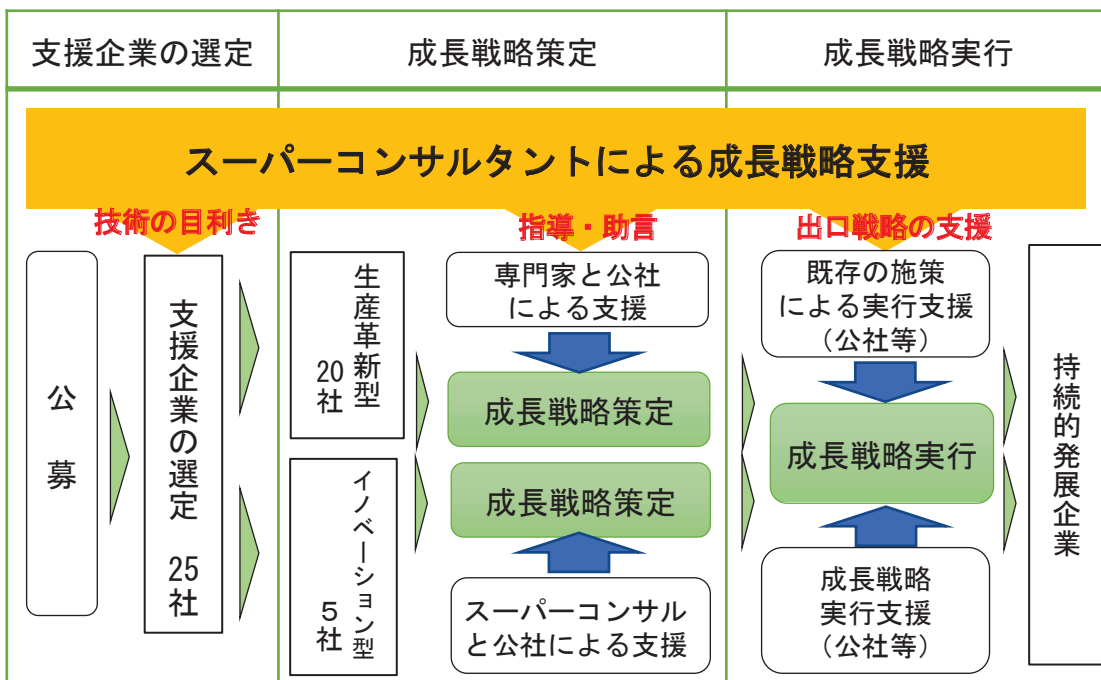 支援企業の選定
成長戦略策定
成長戦略実行
スーパーコンサルタントによる成長戦略支援
技術の目利き
指導・助言
出口戦略の支援
公募
支援企業の選定 25社
生産革新型
20社
イノベーション型
5社
専門家と公社
による支援
成長戦略策定
成長戦略策定
スーパーコンサル
と公社による支援
既存の施策
による実行支援
（公社等）
成長戦略実行
成長戦略
実行支援
（公社等）
持続的発展企業